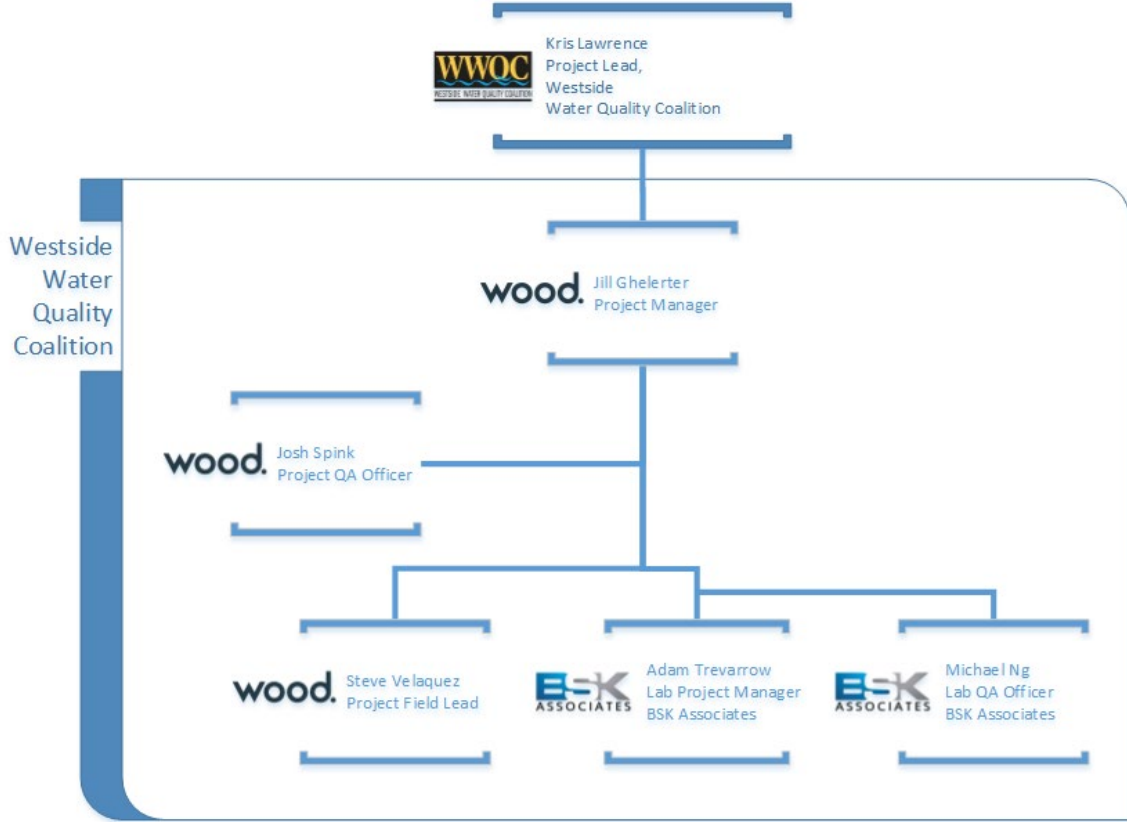 WWQC
WESTSIDE WATER QUALITY COALITION
Kris Lawrence
Project Lead,
Westside
Water Quality Coalition
Westside
Water
Quality
Coalition
wood.
Jill Ghelerter
Project Manager
wood.
Josh Spink
Project QA Officer
wood.
Steve Velaquez
Project Field Lead
BSK
ASSOCIATES
Adam Trevarrow
Lab Project Manager
BSK Associates
BSK
ASSOCIATES
Michael Ng
Lab QA Officer
BSK Associates